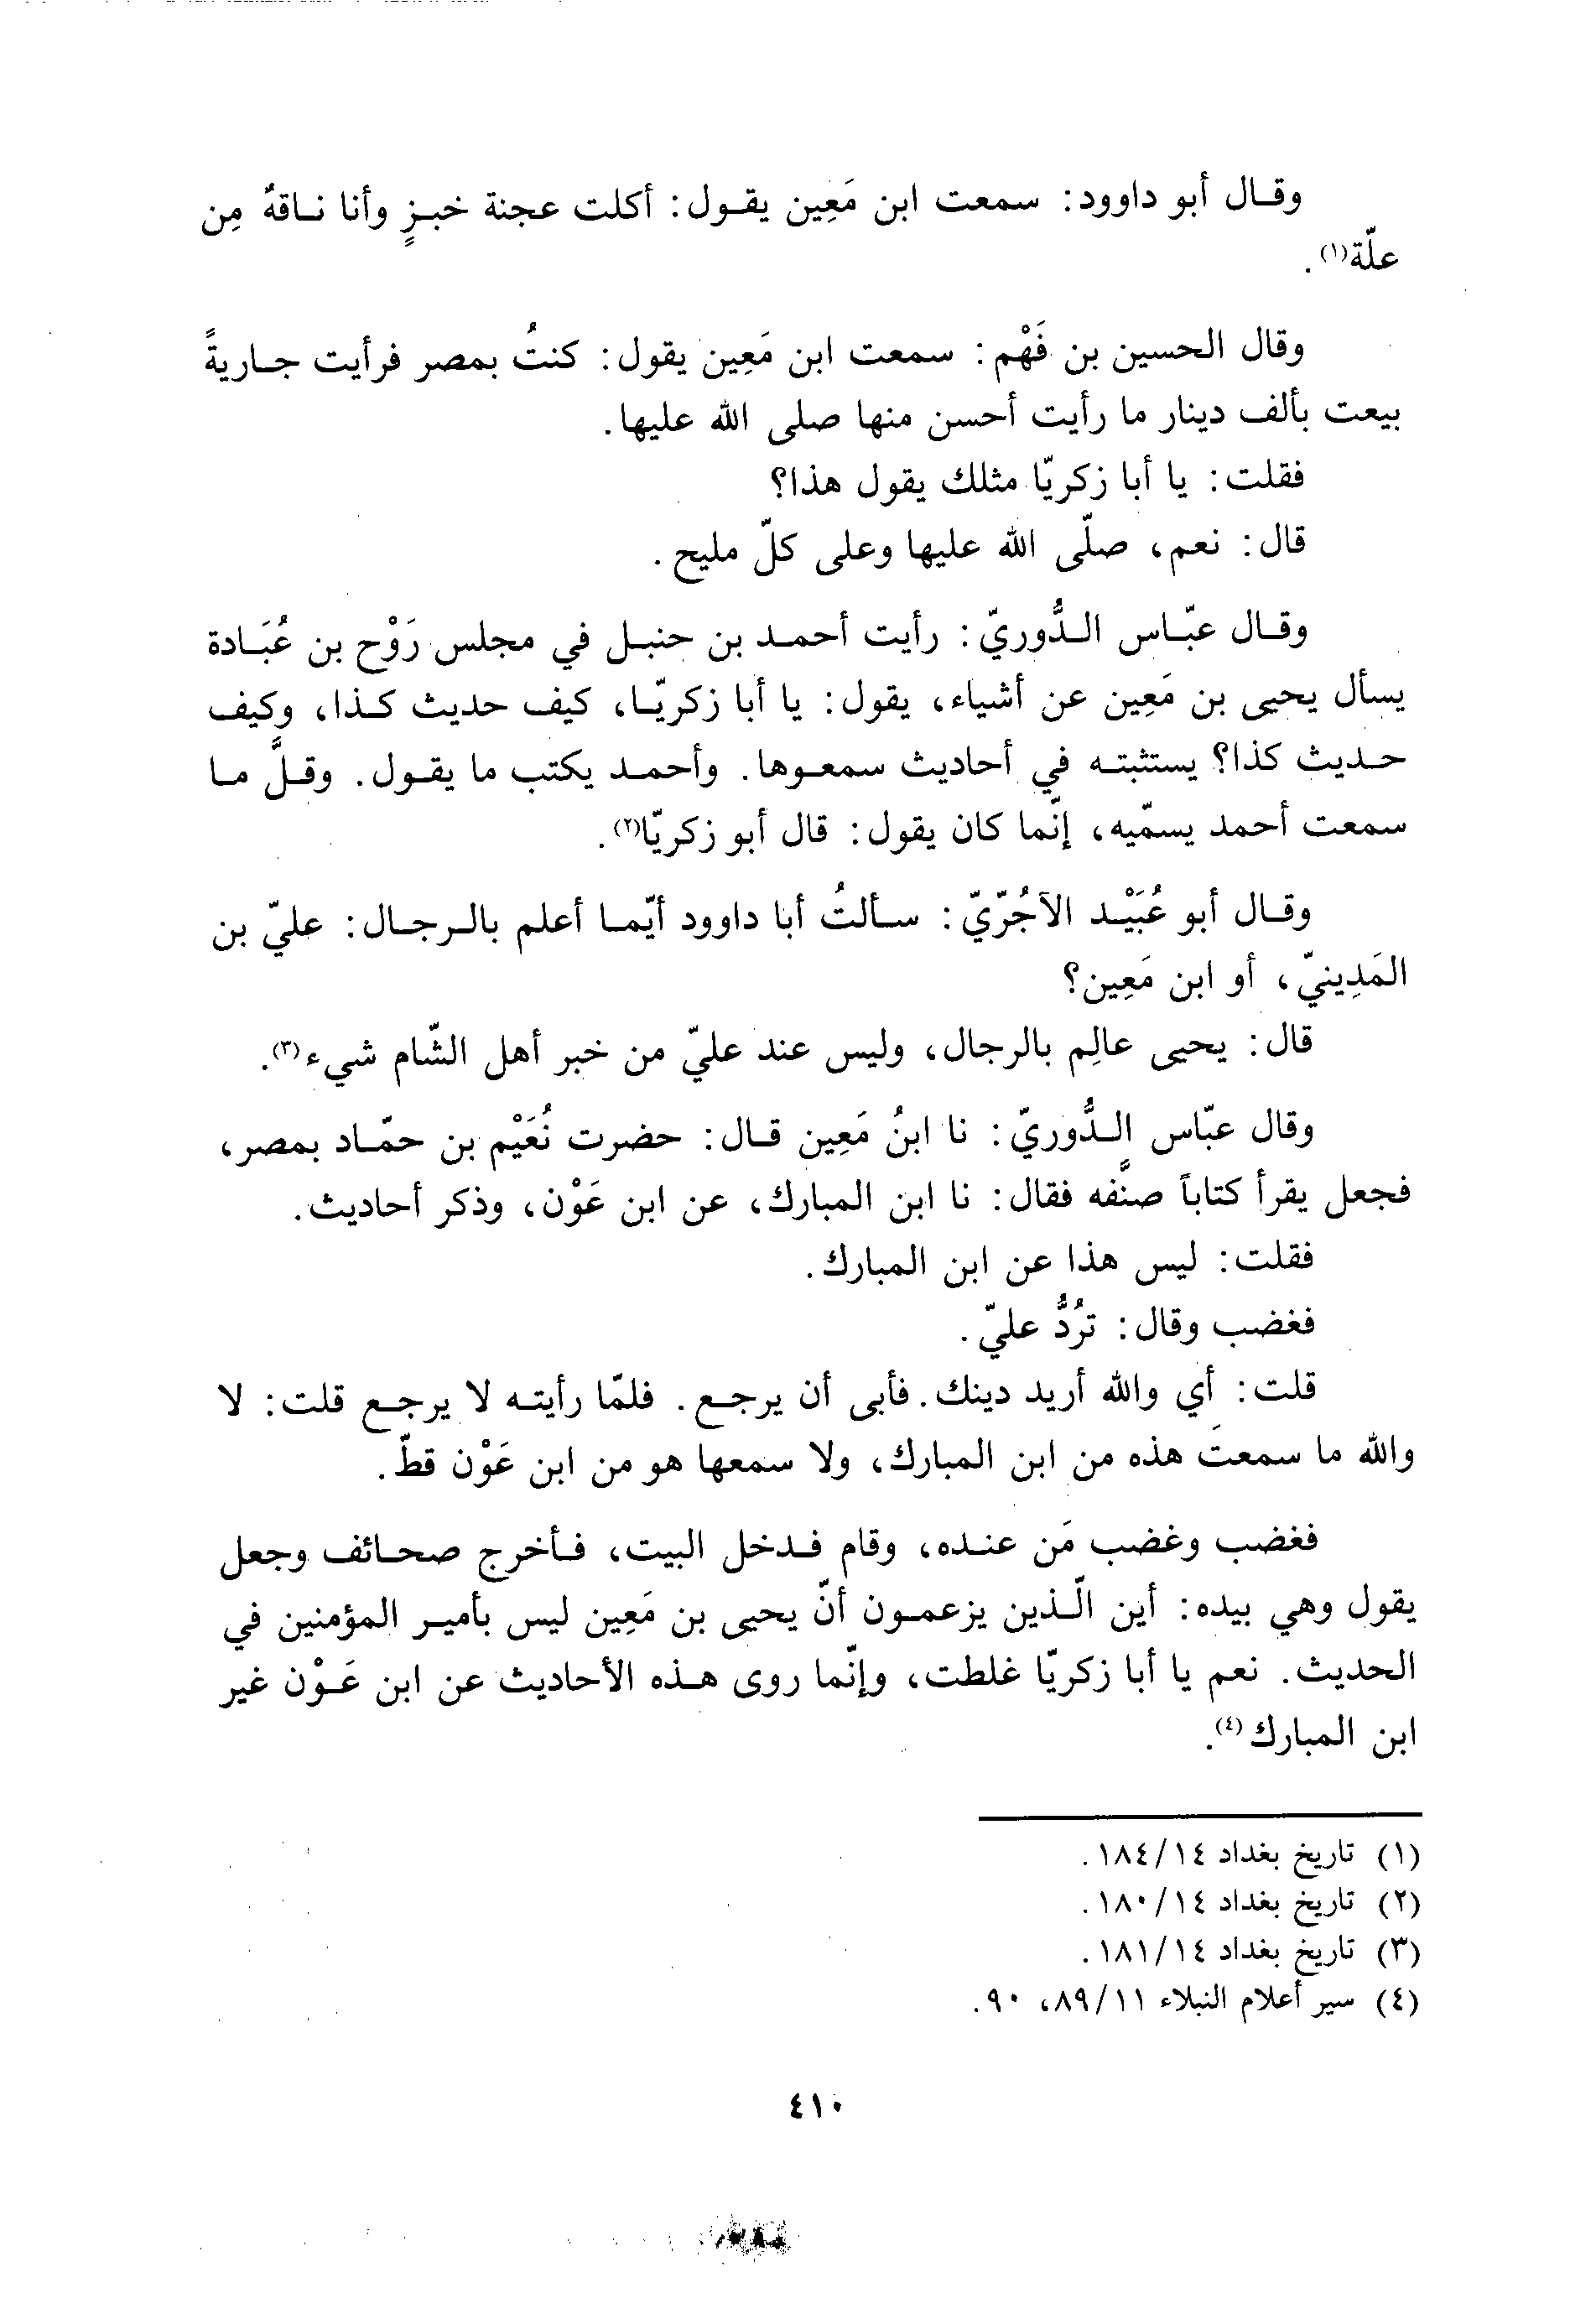 وقال أبو داوود: سمعت ابن مَعِين يقول: أكلت عجنة خبزٍ وأنا ناقهٌ مِن
علّة(١).
وقال الحسين بن فَهْم: سمعت ابن مَعِين يقول: كنتُ بمصر فرأيت جاريةً
بيعت بألف دينار ما رأيت أحسن منها صلى الله عليها.
فقلت: يا أبا زكريّا مثلك يقول هذا؟
قال: نعم، صلّى الله عليها وعلى كلّ مليح.
وقال عبّاس الدُّوريّ: رأيت أحمد بن حنبل في مجلس رَوْح بن عُبَادة
يسأل يحيى بن مَعِين عن أشياء، يقول: يا أبا زكريّا، كيف حديث كذا، وكيف
حديث كذا؟ يستثبته في أحاديث سمعوها. وأحمد يكتب ما يقول. وقلَّ ما
سمعت أحمد يسمّيه، إنّما كان يقول: قال أبو زكريّا(٢).
وقال أبو عُبَيْد الآجُرّيّ: سألتُ أبا داوود أيّما أعلم بالرجال: عليّ بن
المَدِينيّ، أو ابن مَعِين؟
قال: يحيى عالِم بالرجال، وليس عند عليّ من خبر أهل الشّام شيء(٣).
وقال عبّاس الدُّوريّ: نا ابنُ مَعِين قال: حضرت نُعَيْم بن حمّاد بمصر،
فجعل يقرأ كتاباً صنَّفه فقال: نا ابن المبارك، عن ابن عَوْن، وذكر أحاديث.
فقلت: ليس هذا عن ابن المبارك.
فغضب وقال: تَرُدُّ عليّ.
قلت: أي والله أريد دينك. فأبى أن يرجع. فلمّا رأيته لا يرجع قلت: لا
والله ما سمعتَ هذه من ابن المبارك، ولا سمعها هو من ابن عَوْن قطّ.
فغضب وغضب مَن عنده، وقام فدخل البيت، فأخرج صحائف وجعل
يقول وهي بيده: أين الّذين يزعمون أنّ يحيى بن مَعِين ليس بأمير المؤمنين في
الحديث. نعم يا أبا زكريّا غلطت، وإنّما روى هذه الأحاديث عن ابن عَوْن غير
ابن المبارك(٤).
(١) تاريخ بغداد ١٤/١٨٤.
(٢) تاريخ بغداد ١٤/١٨٠.
(٣) تاريخ بغداد ١٤/١٨١.
(٤) سير أعلام النبلاء ١١/٨٩، ٩٠.
٤١٠